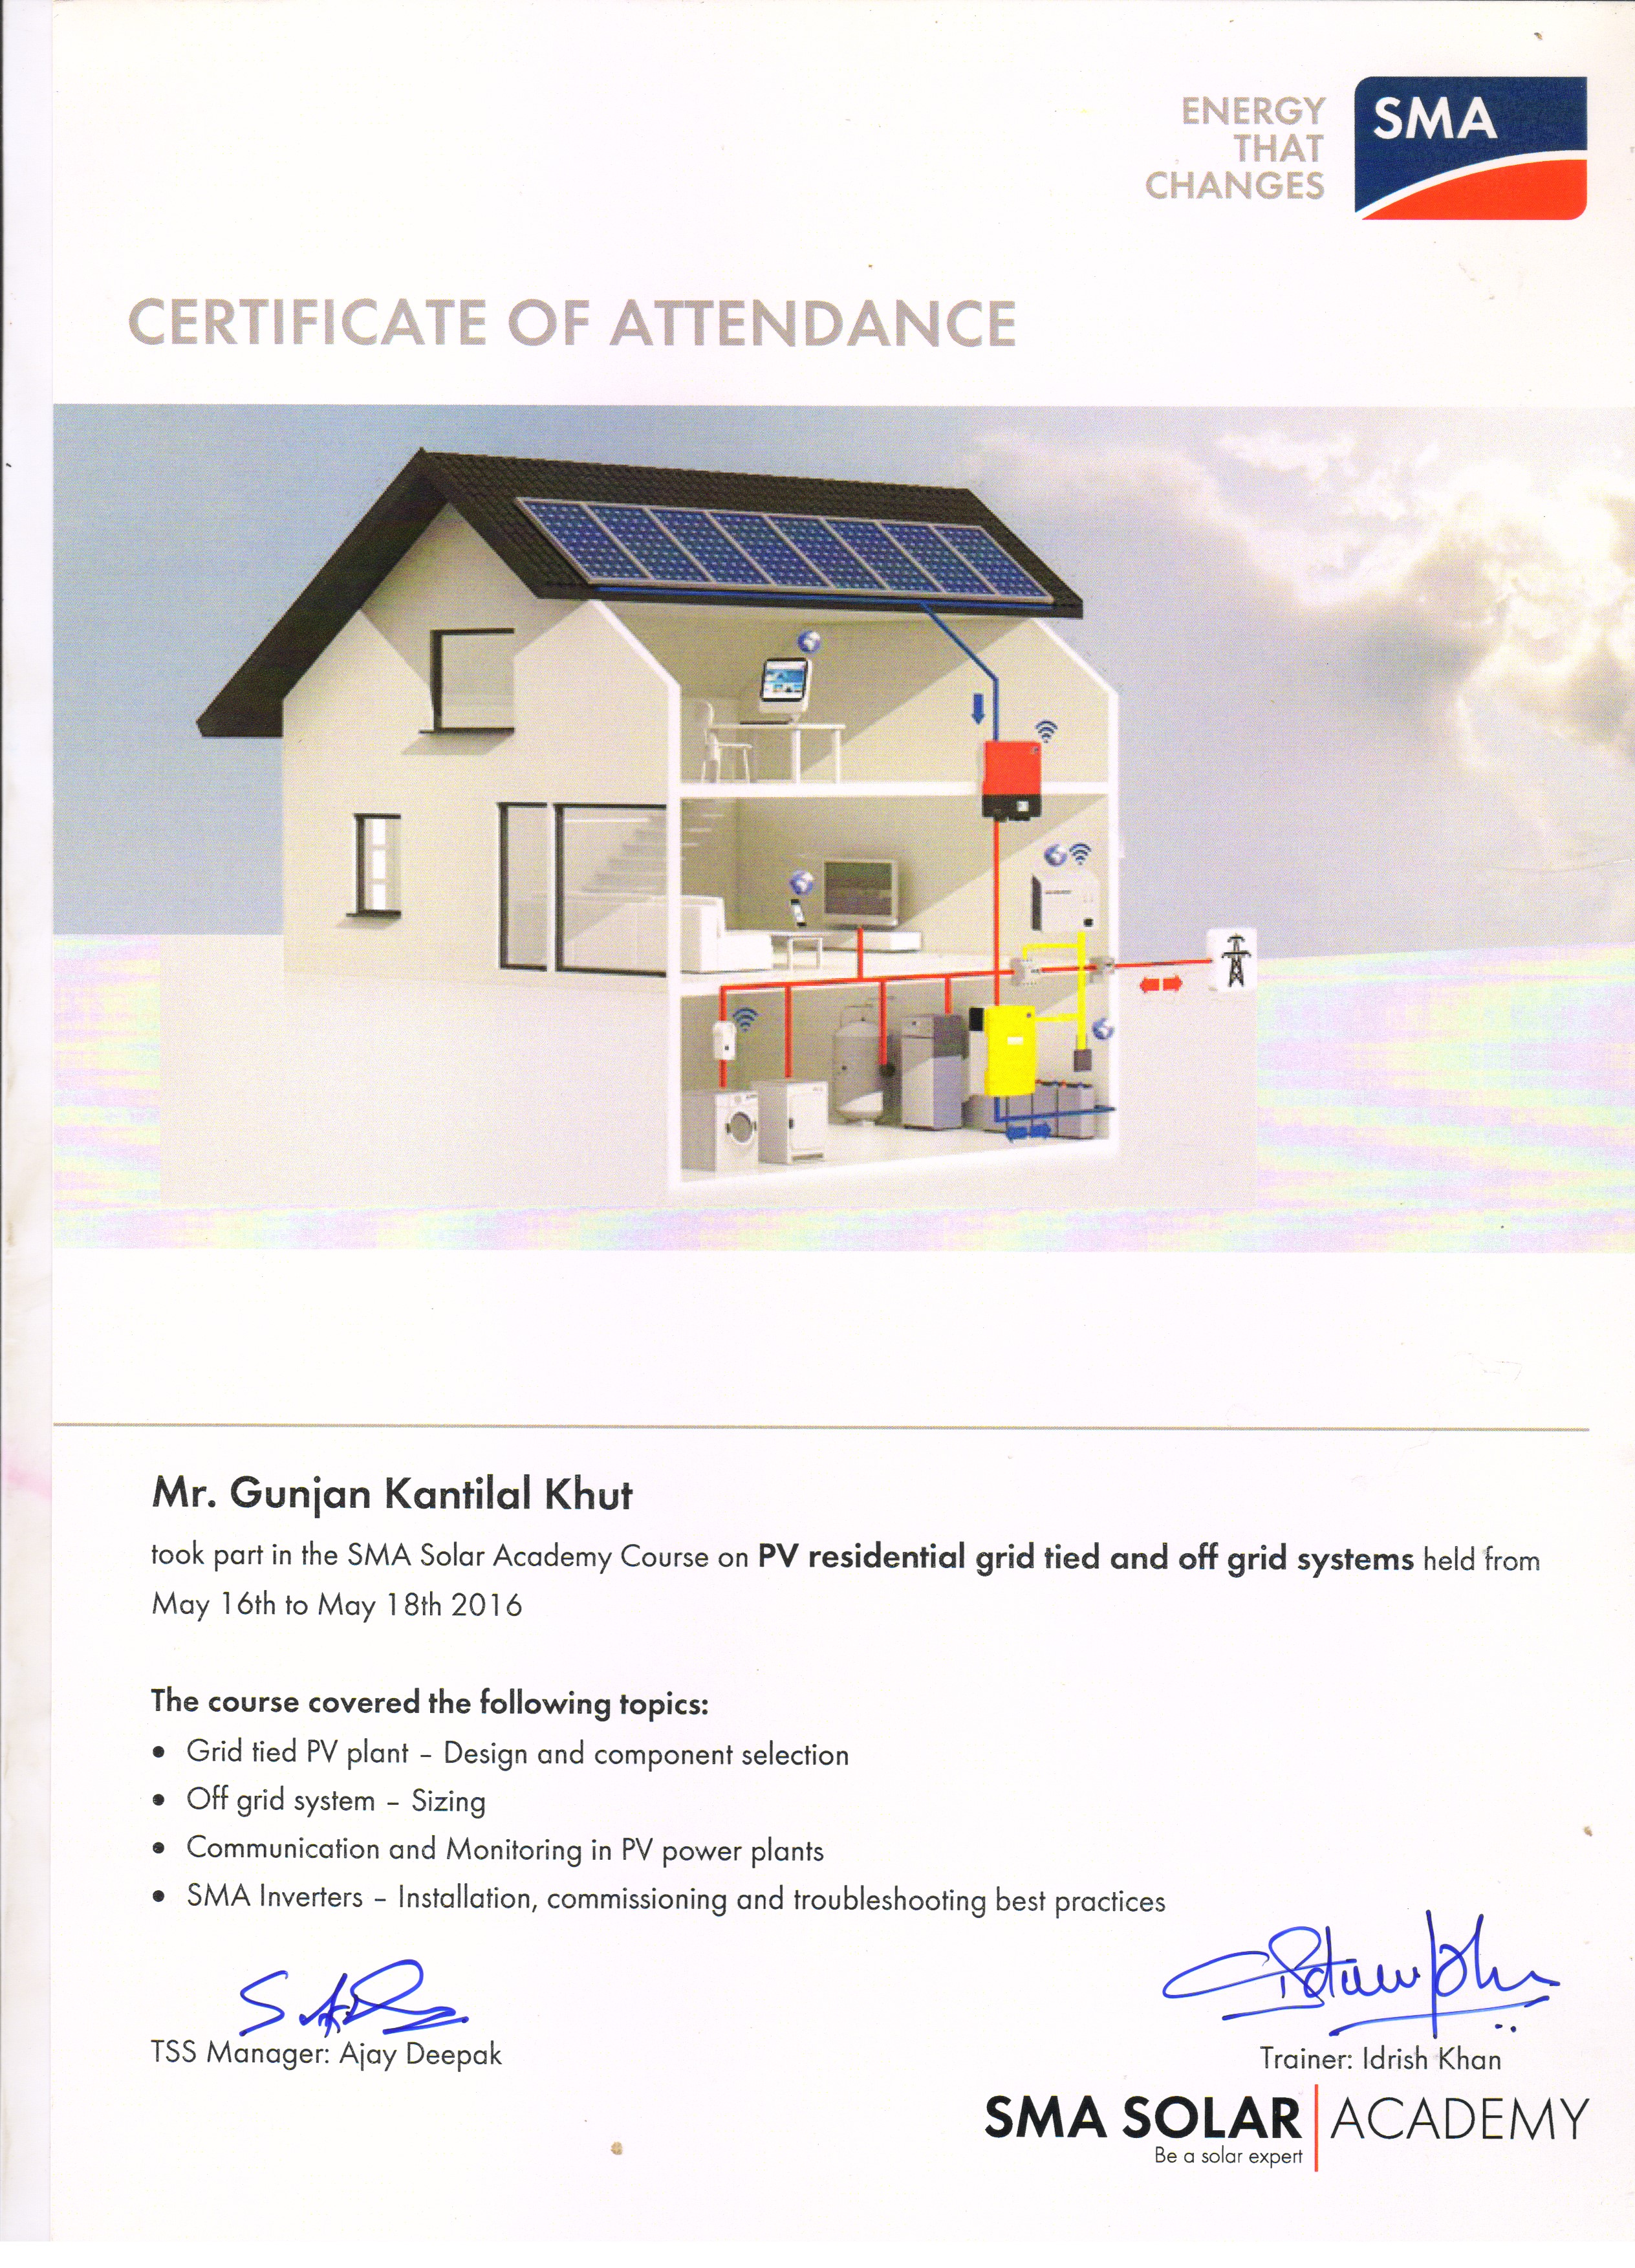 ENERGY
THAT
CHANGES
SMA
CERTIFICATE OF ATTENDANCE
Mr. Gunjan Kantilal Khut
took part in the SMA Solar Academy Course on PV residential grid tied and off grid systems held from
May 16th to May 18th 2016
The course covered the following topics:
• Grid tied PV plant – Design and component selection
• Off grid system – Sizing
• Communication and Monitoring in PV power plants
• SMA Inverters – Installation, commissioning and troubleshooting best practices
TSS Manager: Ajay Deepak
Trainer: Idrish Khan
SMA SOLAR | ACADEMY
Be a solar expert